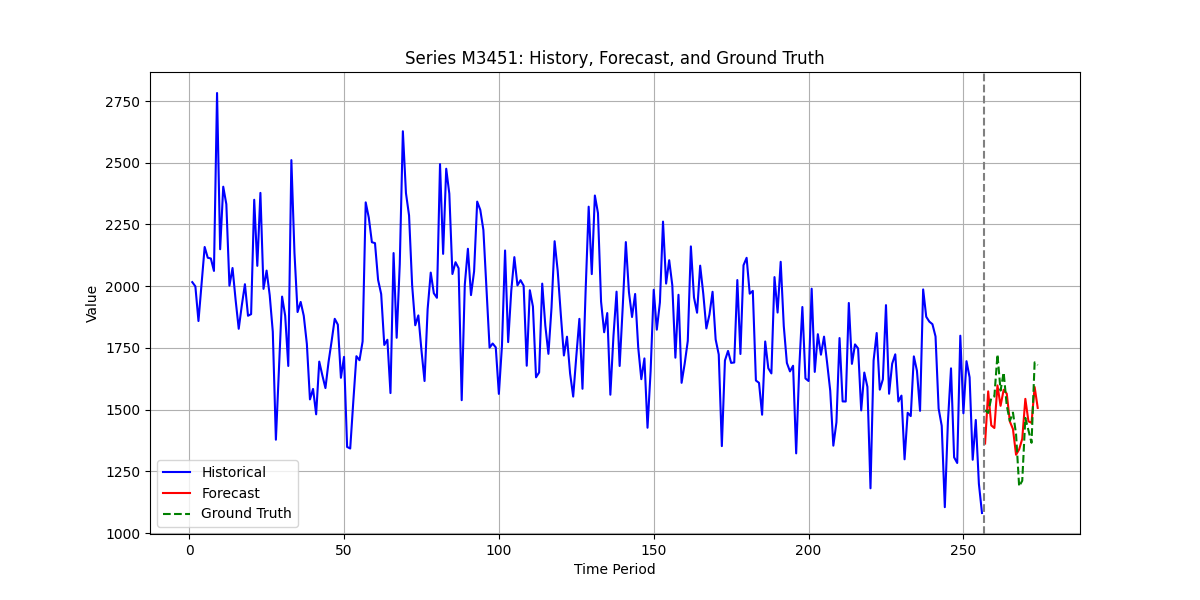 Series M3451: History, Forecast, and Ground Truth
Value
2750
2500
2250
2000
1750
1500
1250
1000
Historical
Forecast
Ground Truth
0 50 100 150 200 250
Time Period